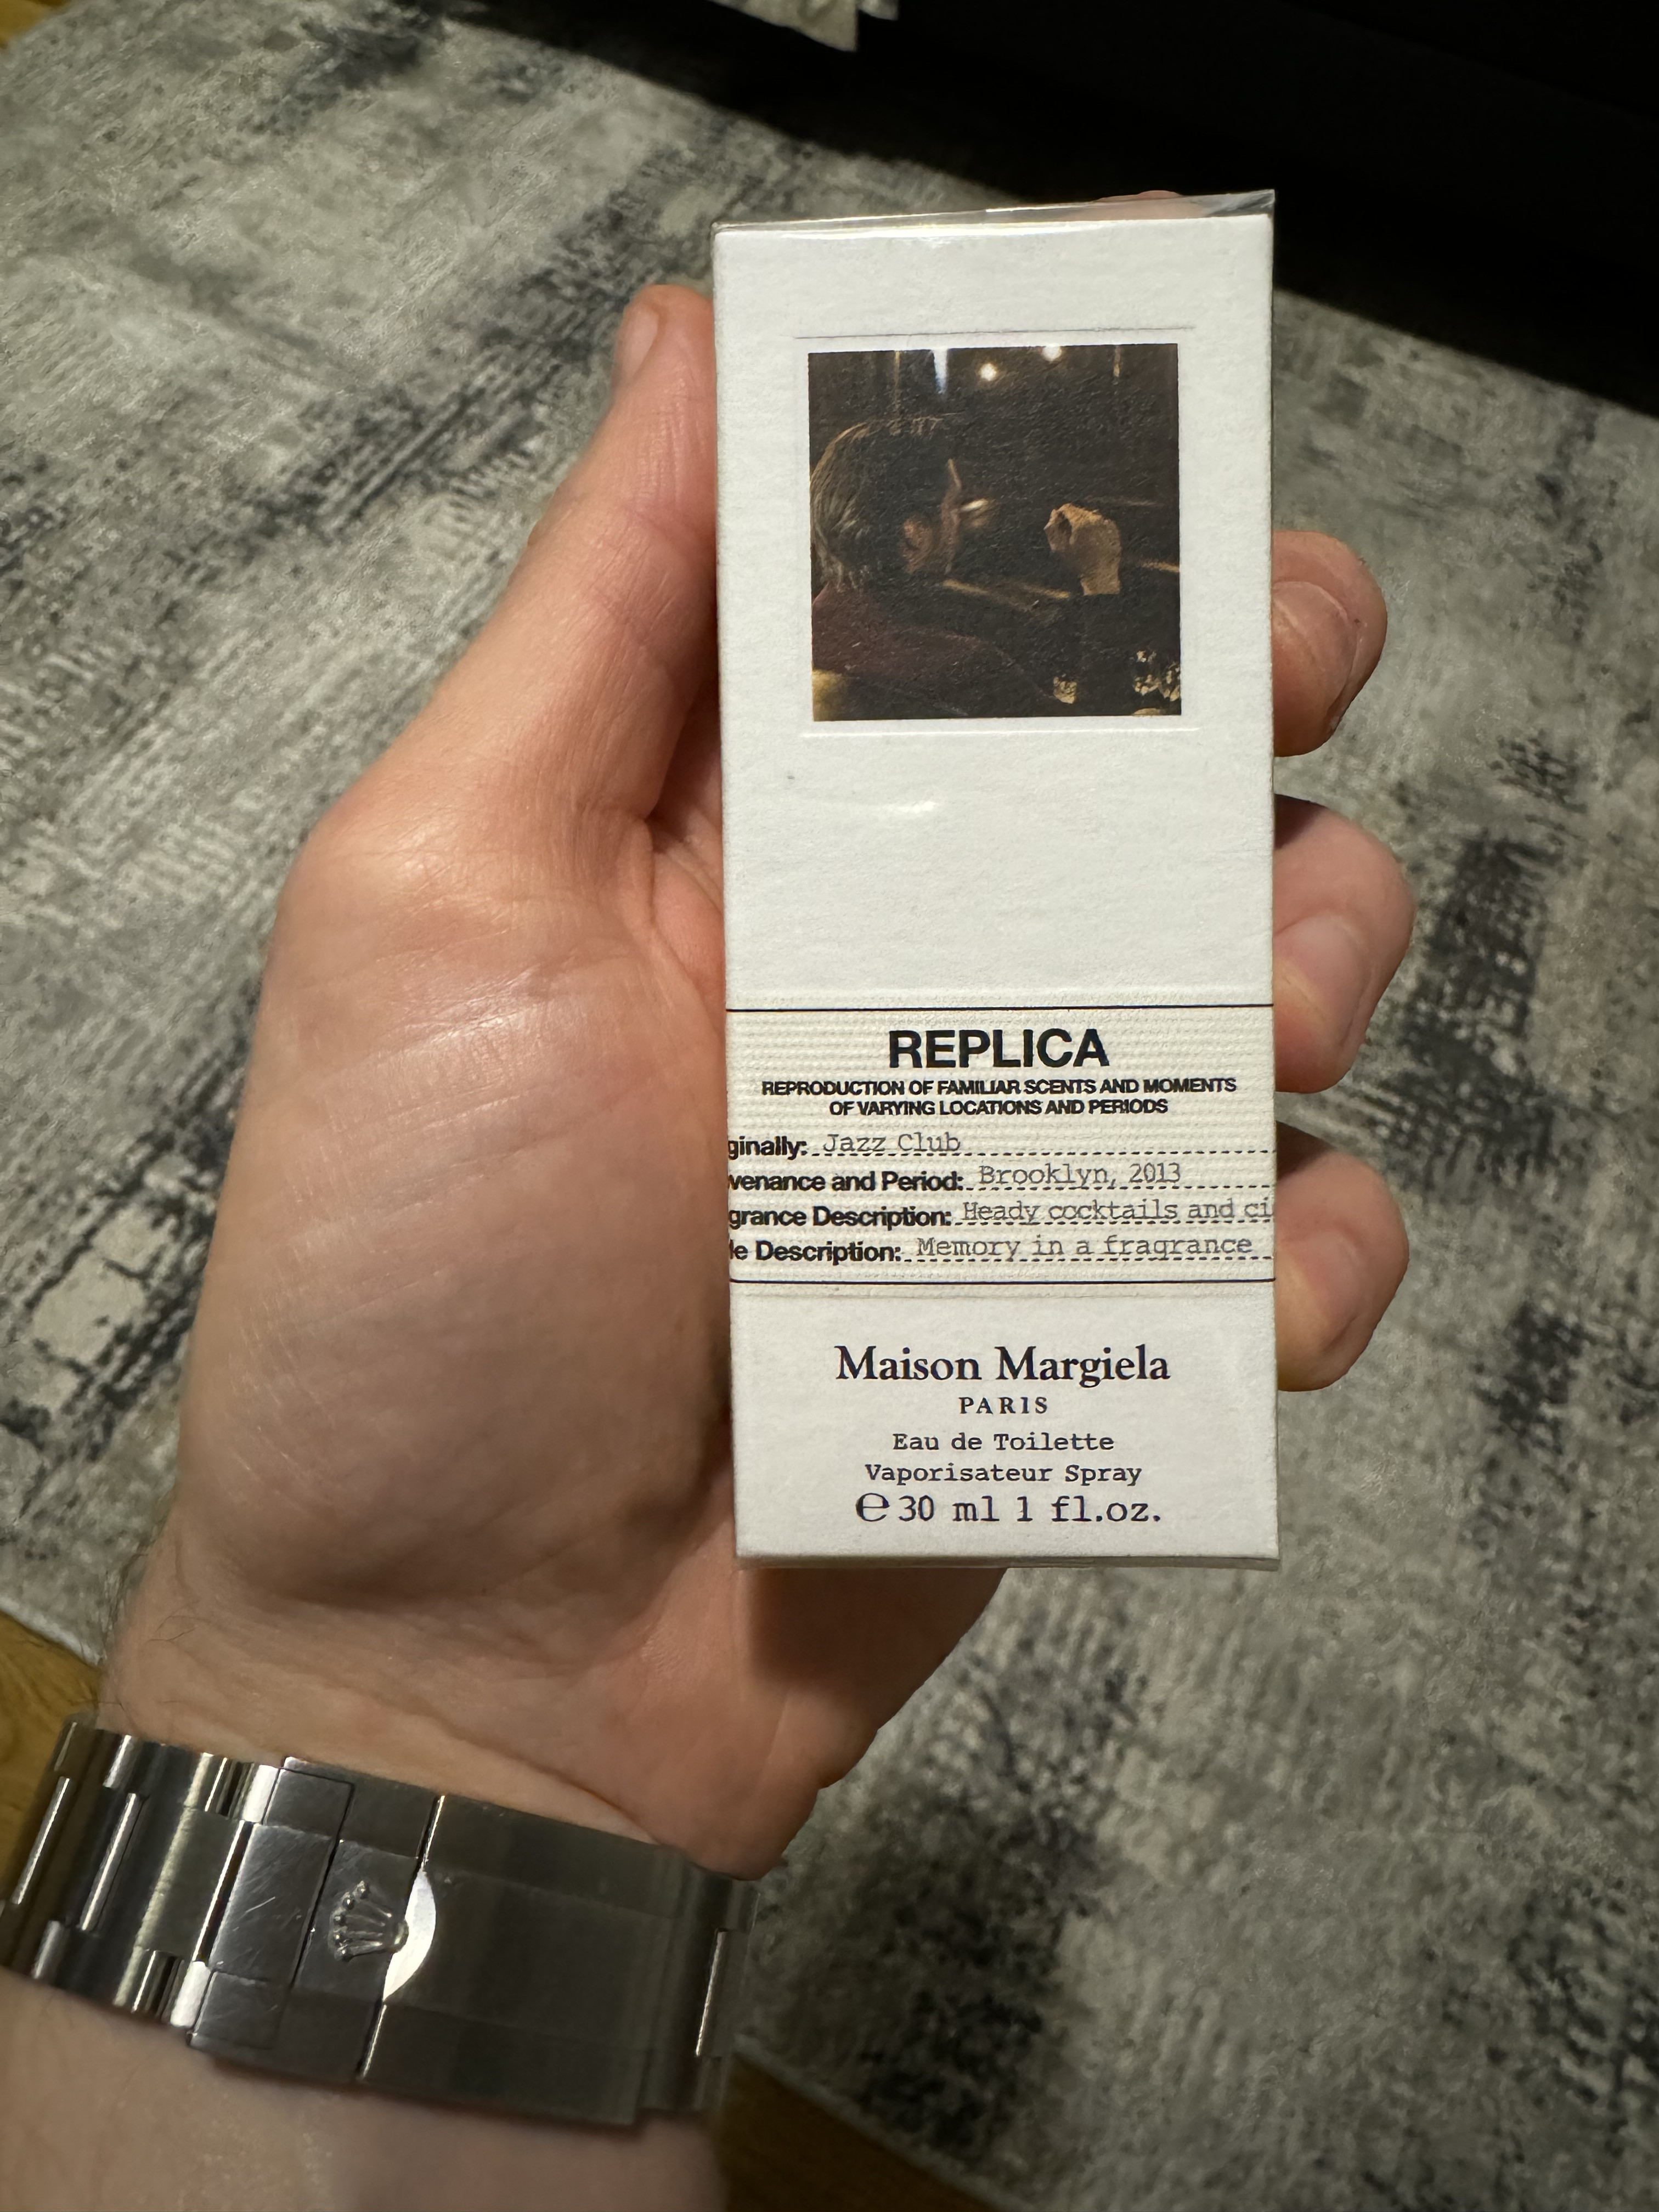 REPLICA
REPRODUCTION OF FAMILIAR SCENTS AND MOMENTS
OF VARYING LOCATIONS AND PERIODS
ginally: Jazz Club
venance and Period: Brooklyn, 2013
grance Description: Heady cocktails and ci
le Description: Memory in a fragrance
Maison Margiela
PARIS
Eau de Toilette
Vaporisateur Spray
℮ 30 ml 1 fl.oz.